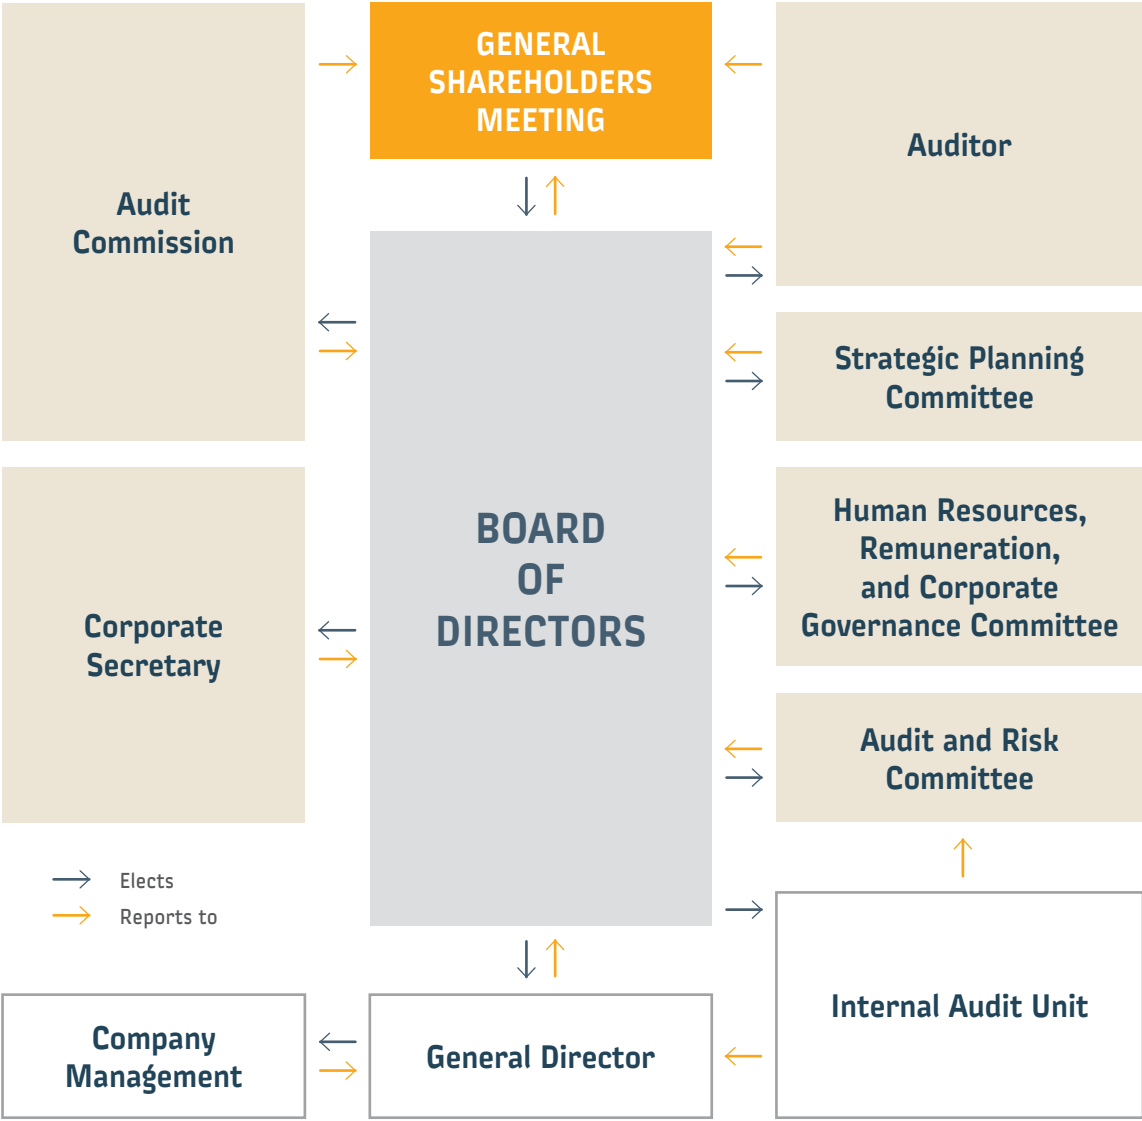 GENERAL
SHAREHOLDERS
MEETING
Auditor
Audit
Commission
Strategic Planning
Committee
BOARD
OF
DIRECTORS
Human Resources,
Remuneration,
and Corporate
Governance Committee
Corporate
Secretary
Audit and Risk
Committee
Elects
Reports to
Internal Audit Unit
Company
Management
General Director